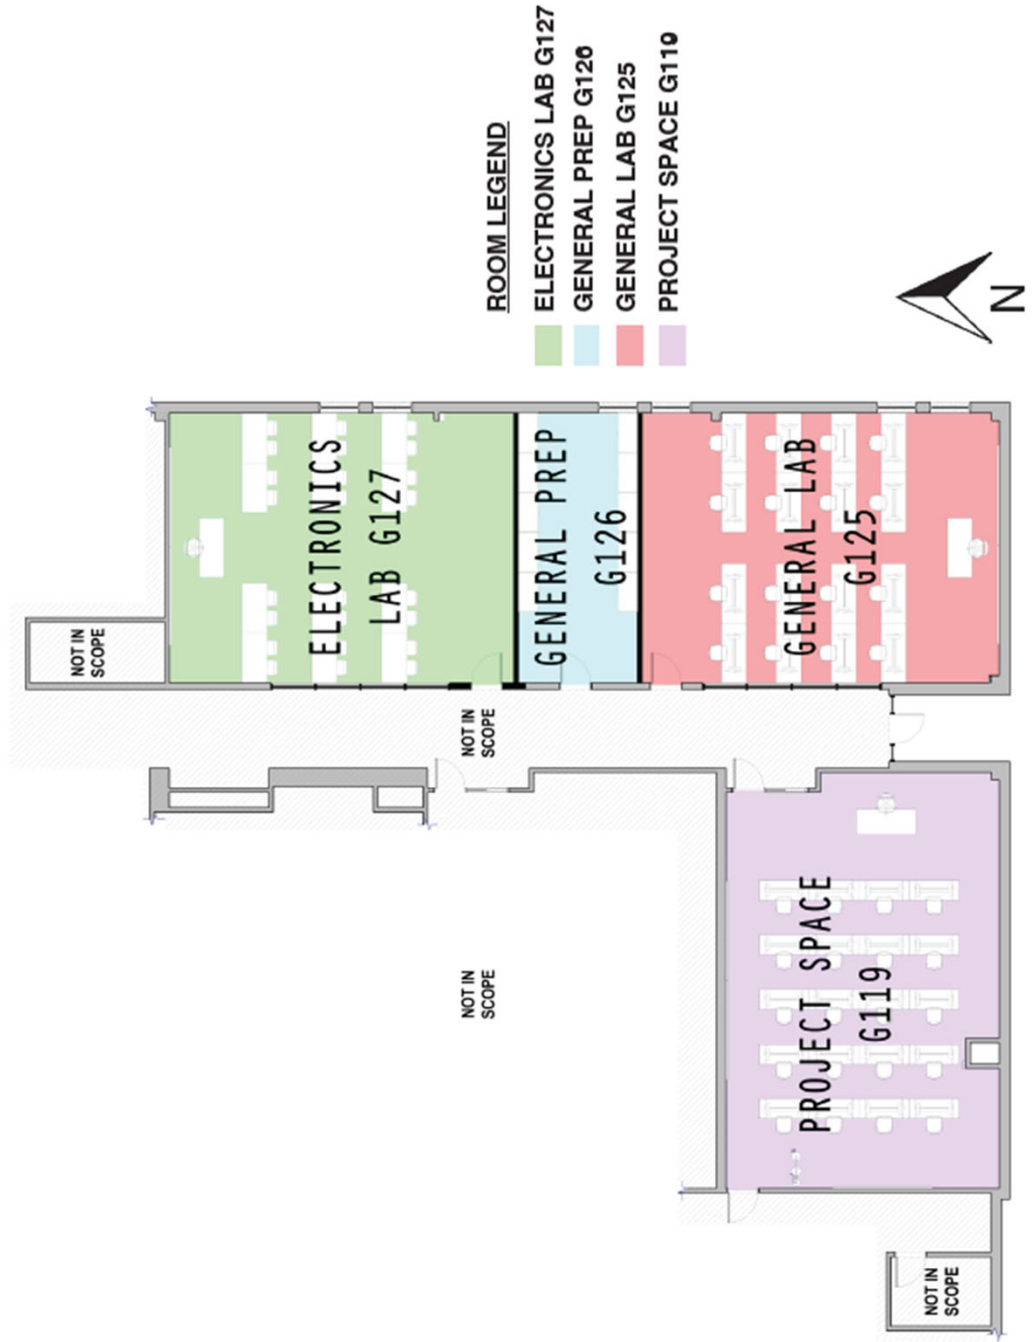 ROOM LEGEND
ELECTRONICS LAB G127
GENERAL PREP G126
GENERAL LAB G125
PROJECT SPACE G119
N
NOT IN
SCOPE
ELECTRONICS
LAB G127
GENERAL PREP
G126
GENERAL LAB
G125
NOT IN
SCOPE
NOT IN
SCOPE
PROJECT SPACE
G119
NOT IN
SCOPE